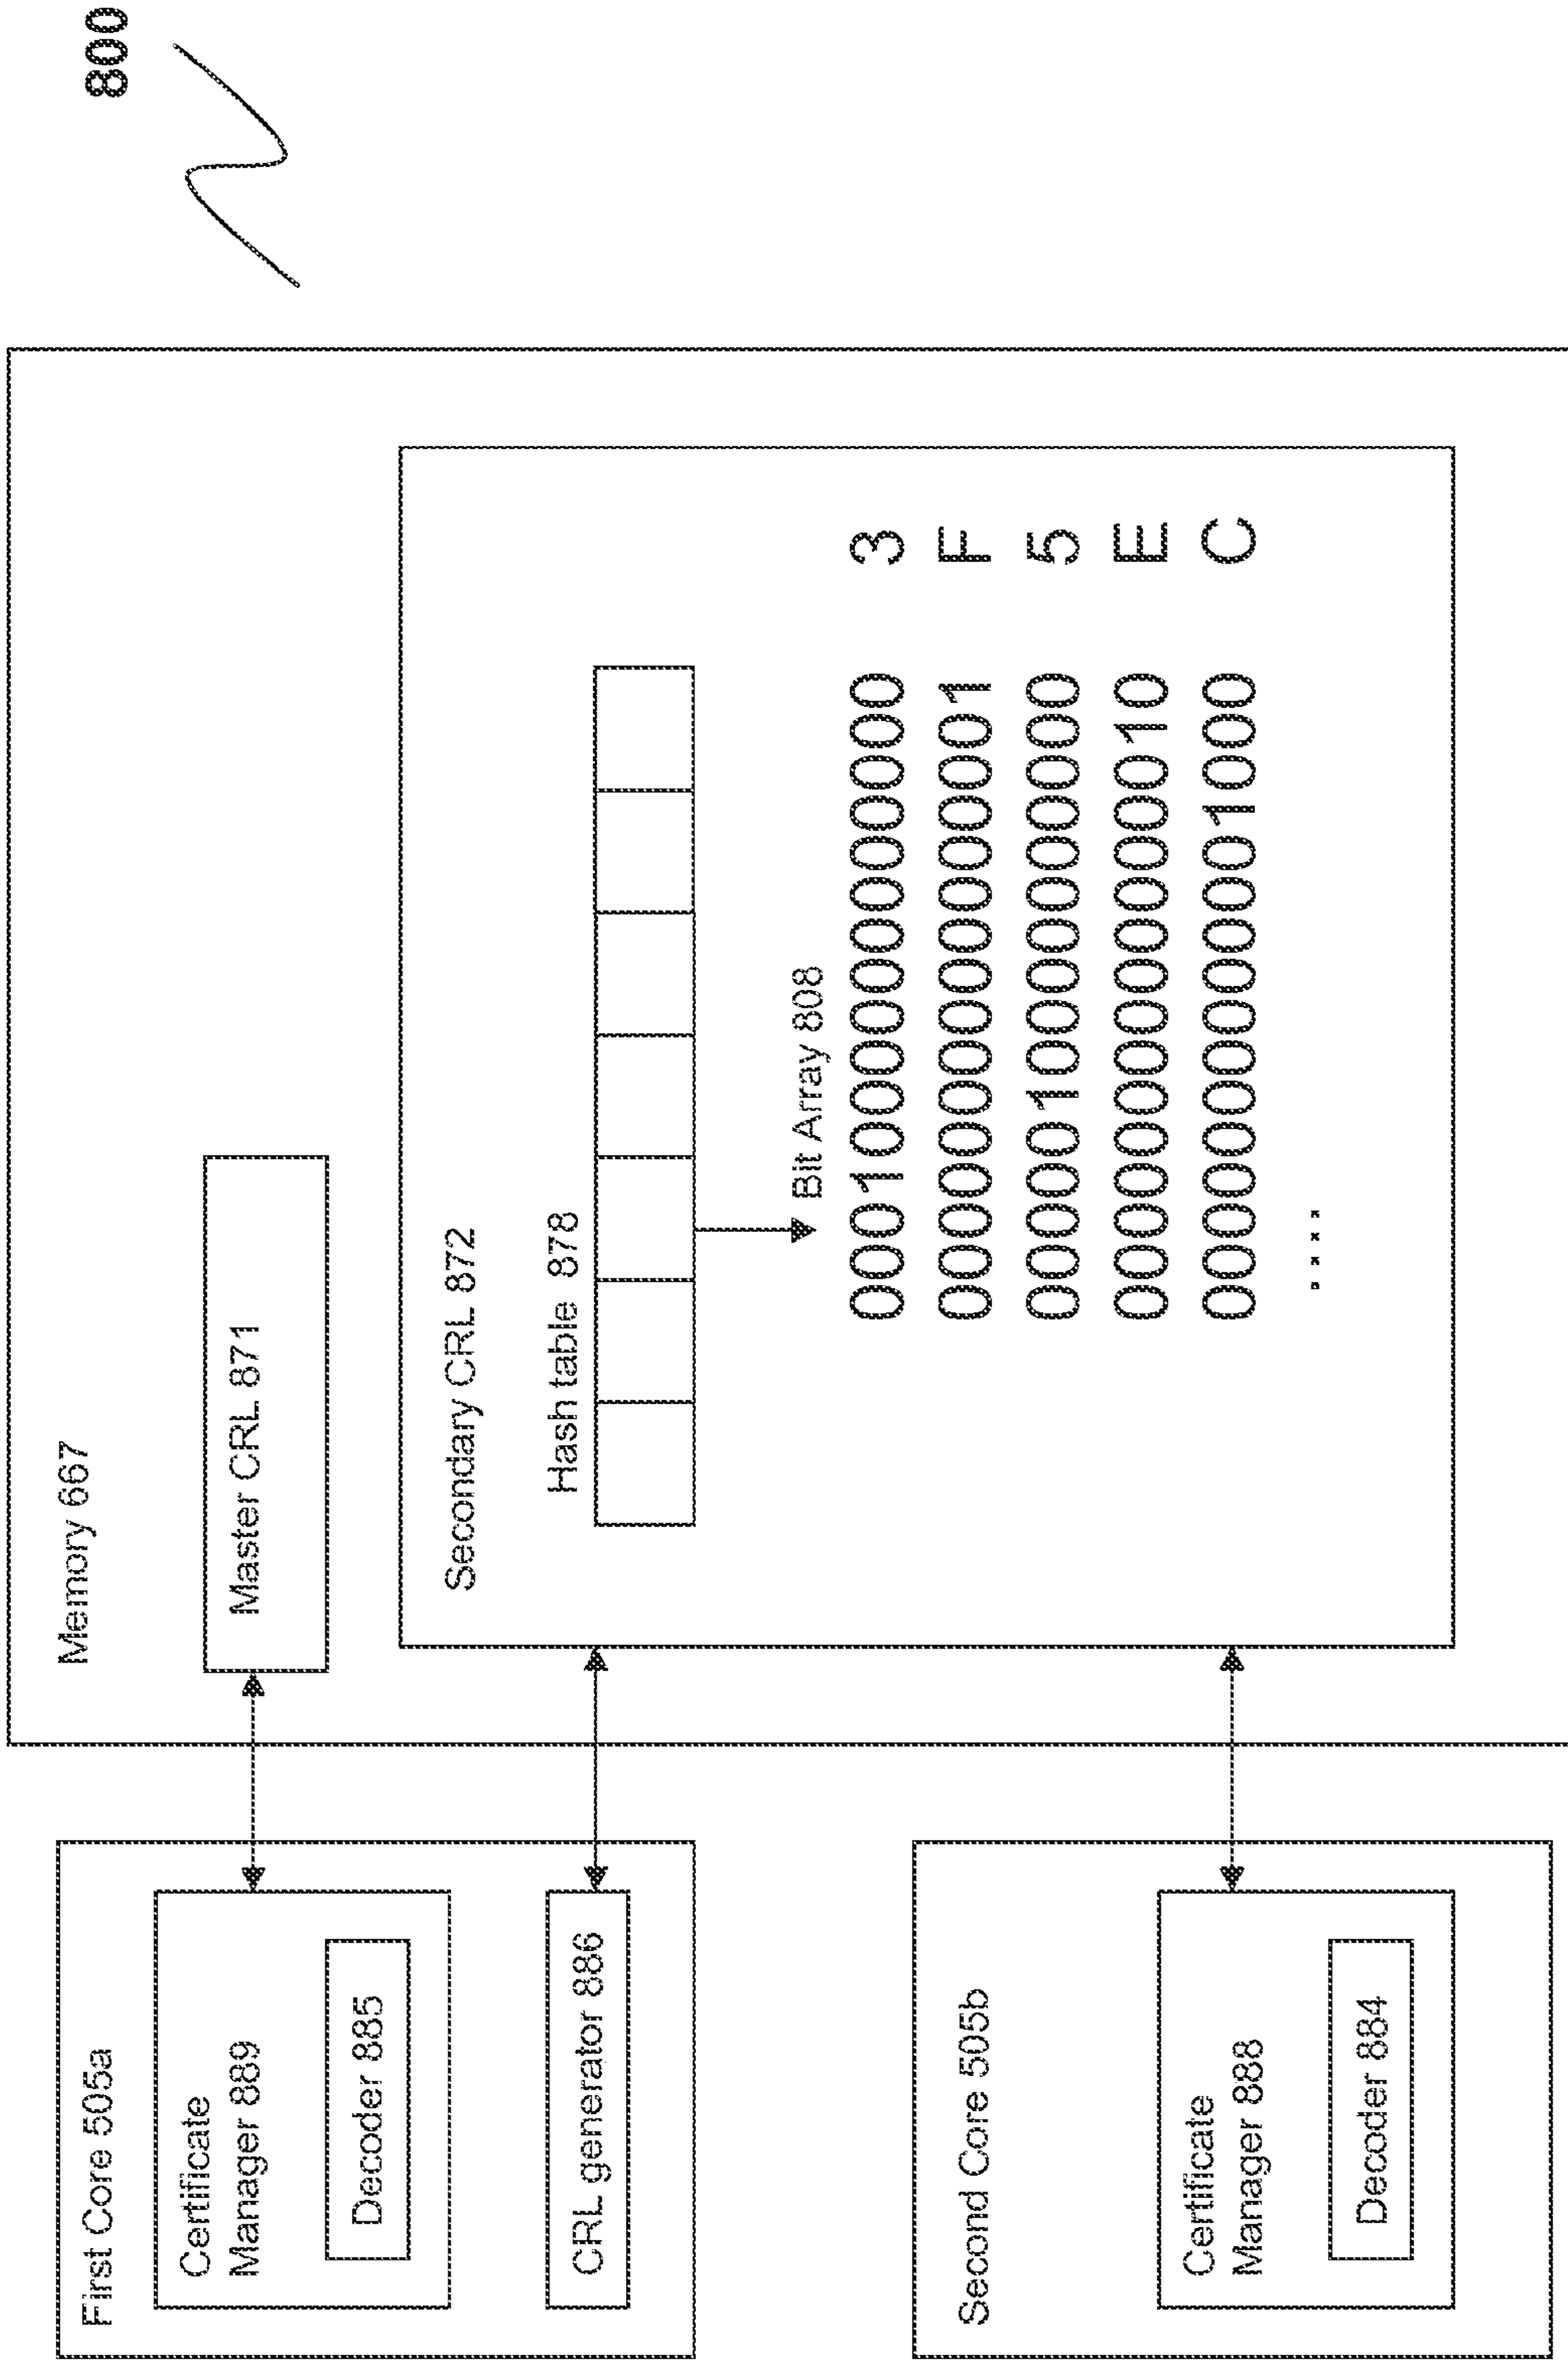 800
First Core 505a
Certificate
Manager 889
Decoder 885
CRL generator 886
Second Core 505b
Certificate
Manager 888
Decoder 884
Memory 667
Master CRL 871
Secondary CRL 872
Hash table 878
Bit Array 808
0001000000000000 3
0000000000000001 F
0000010000000000 5
0000000000000010 E
0000000000001000 C
....